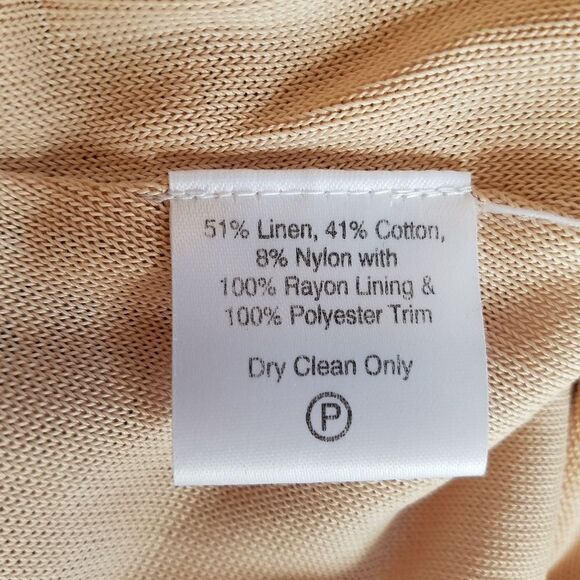 51% Linen, 41% Cotton,
8% Nylon with
100% Rayon Lining &
100% Polyester Trim
Dry Clean Only
P